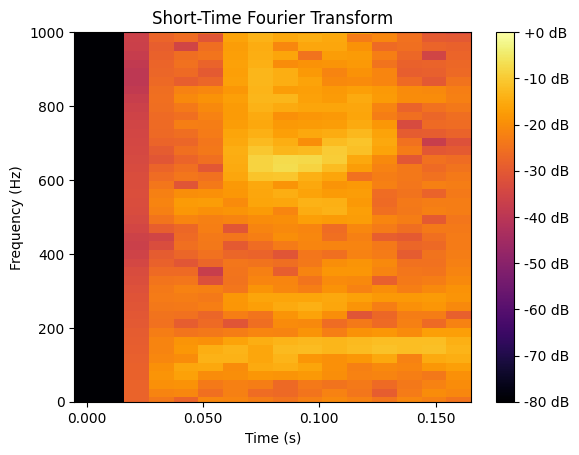 Short-Time Fourier Transform
1000
800
600
400
200
0
Frequency (Hz)
0.000
0.050
0.100
0.150
Time (s)
+0 dB
-10 dB
-20 dB
-30 dB
-40 dB
-50 dB
-60 dB
-70 dB
-80 dB